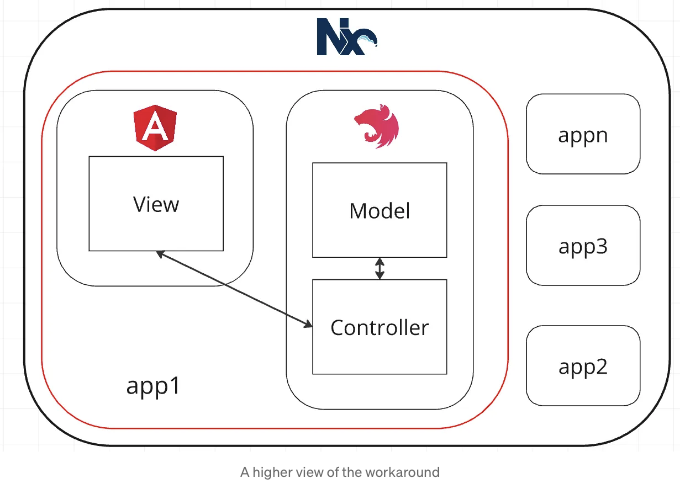 Nx
A
View
Model
Controller
app1
appn
app3
app2
A higher view of the workaround